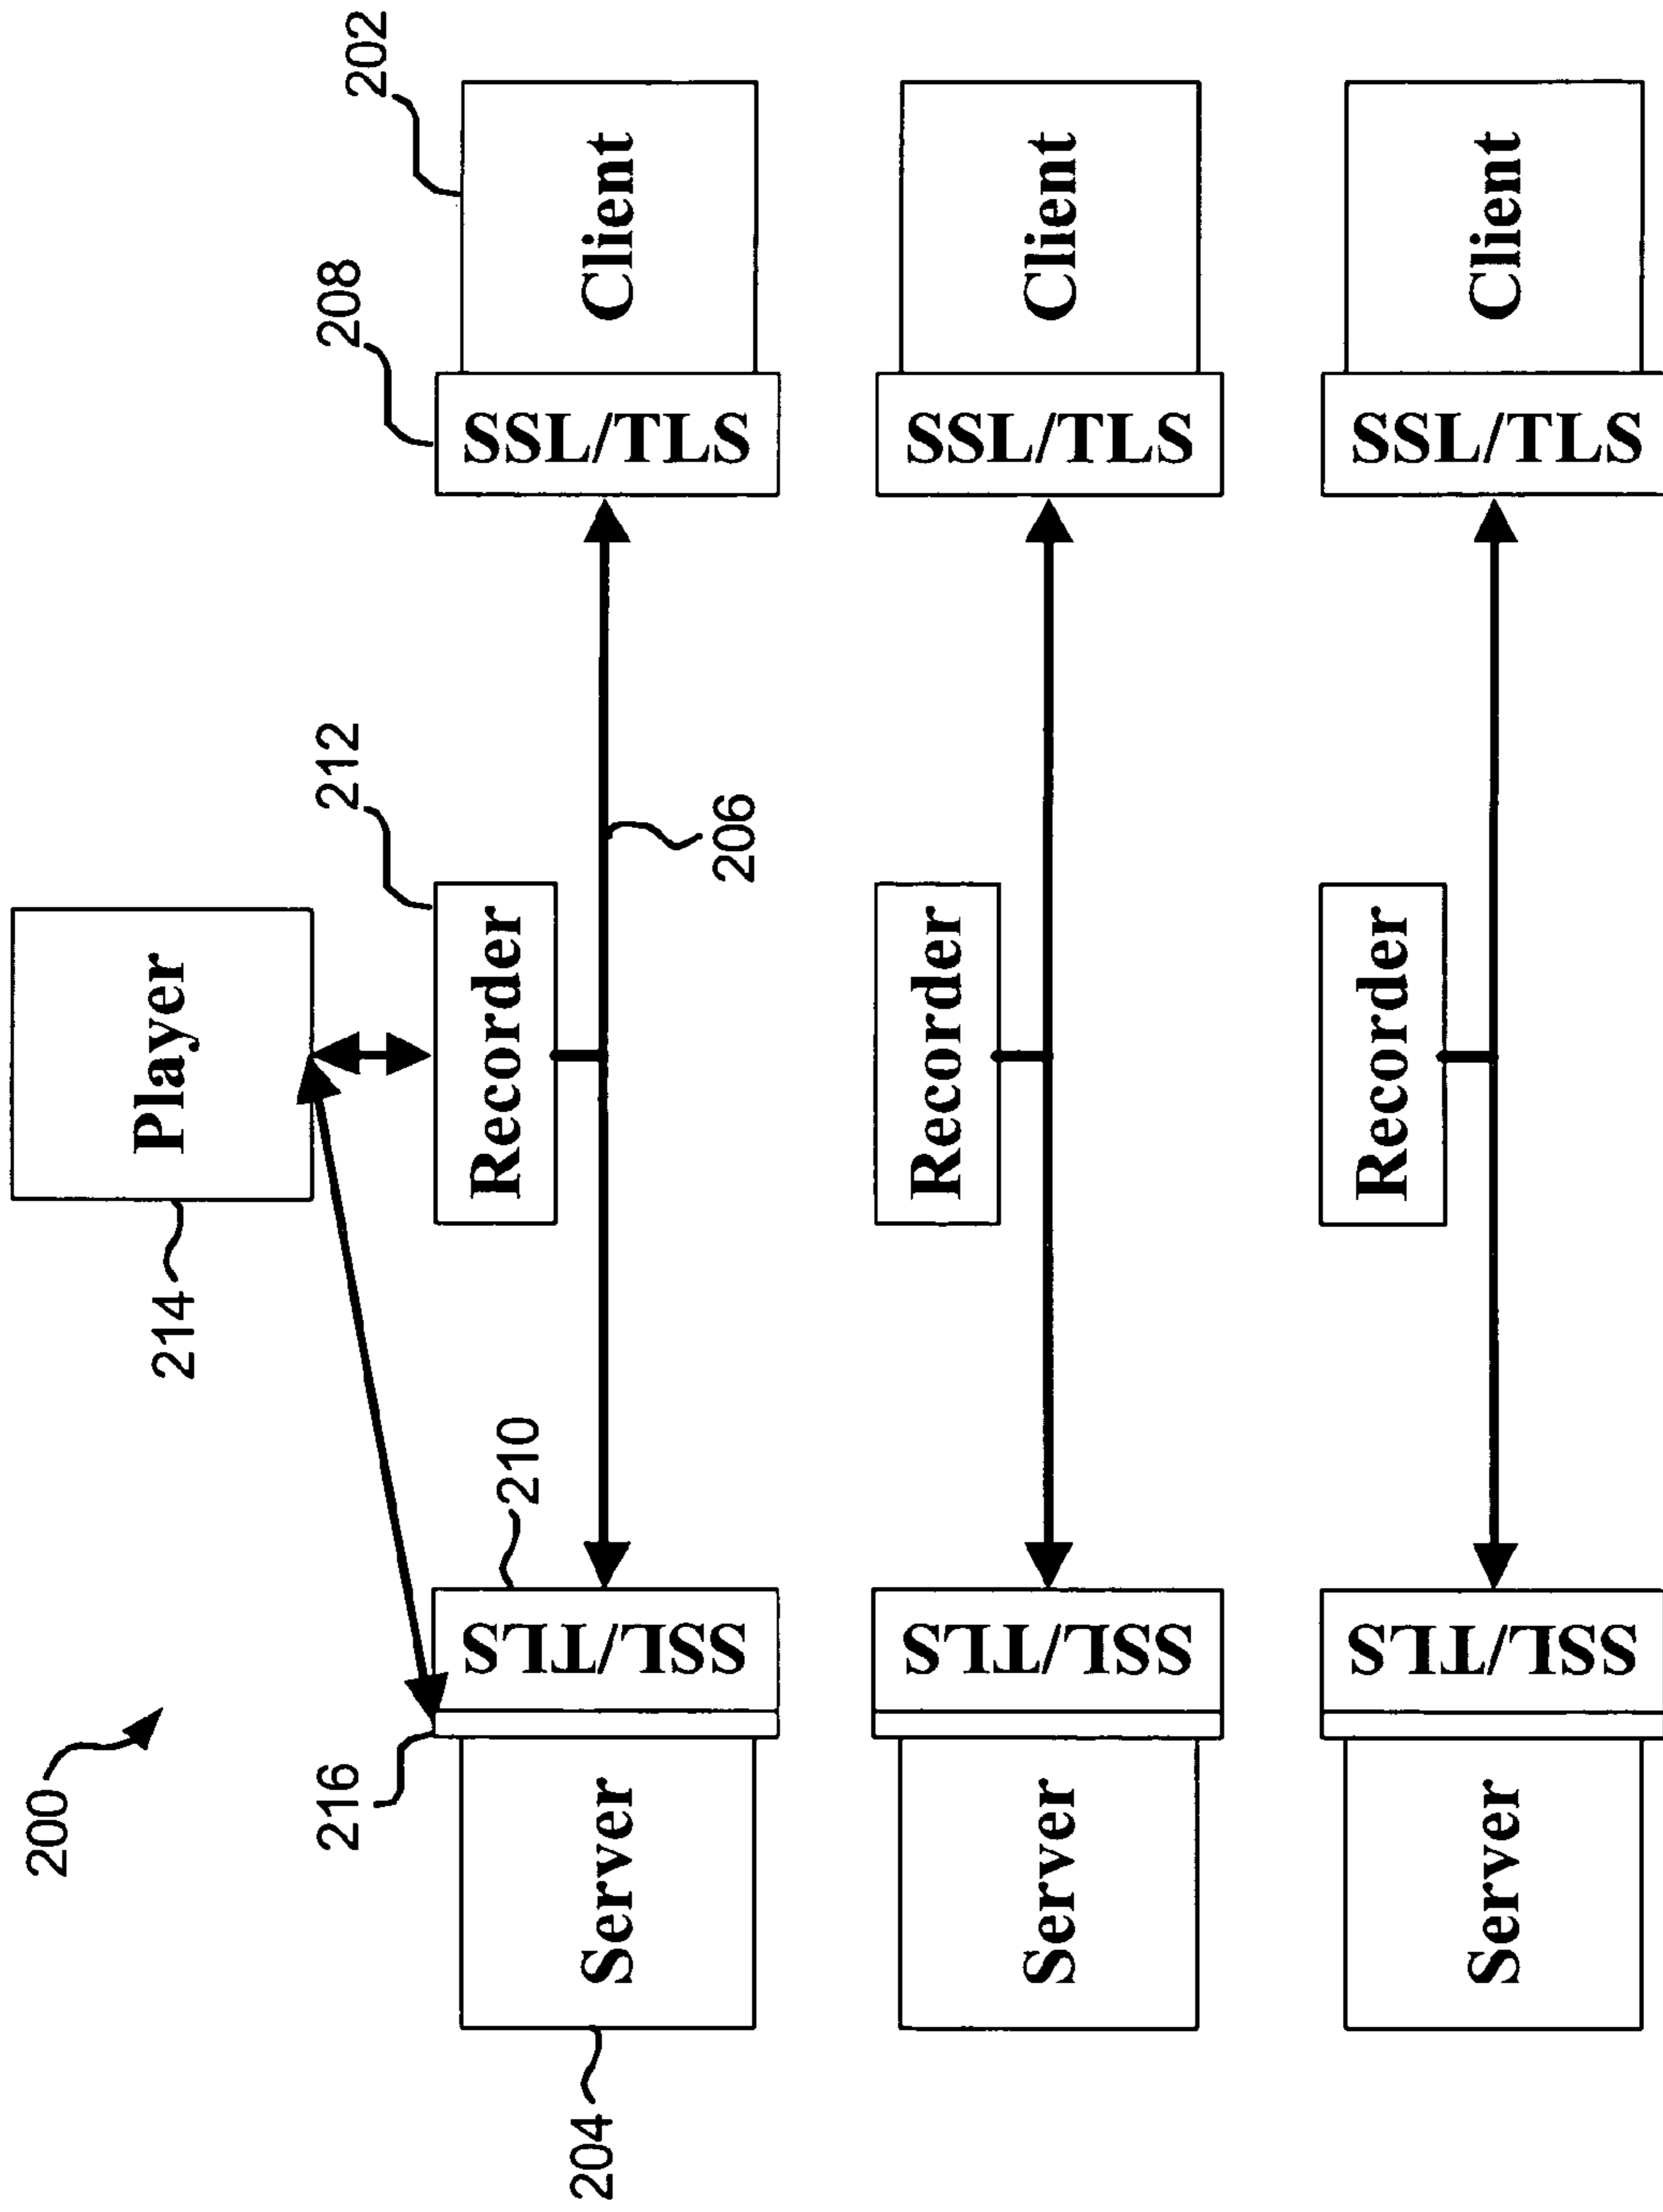 200
Player
214
216
212
208
202
210
Recorder
Server
SSL/TLS
SSL/TLS
Client
204
206
Recorder
Server
SSL/TLS
SSL/TLS
Client
Recorder
Server
SSL/TLS
SSL/TLS
Client